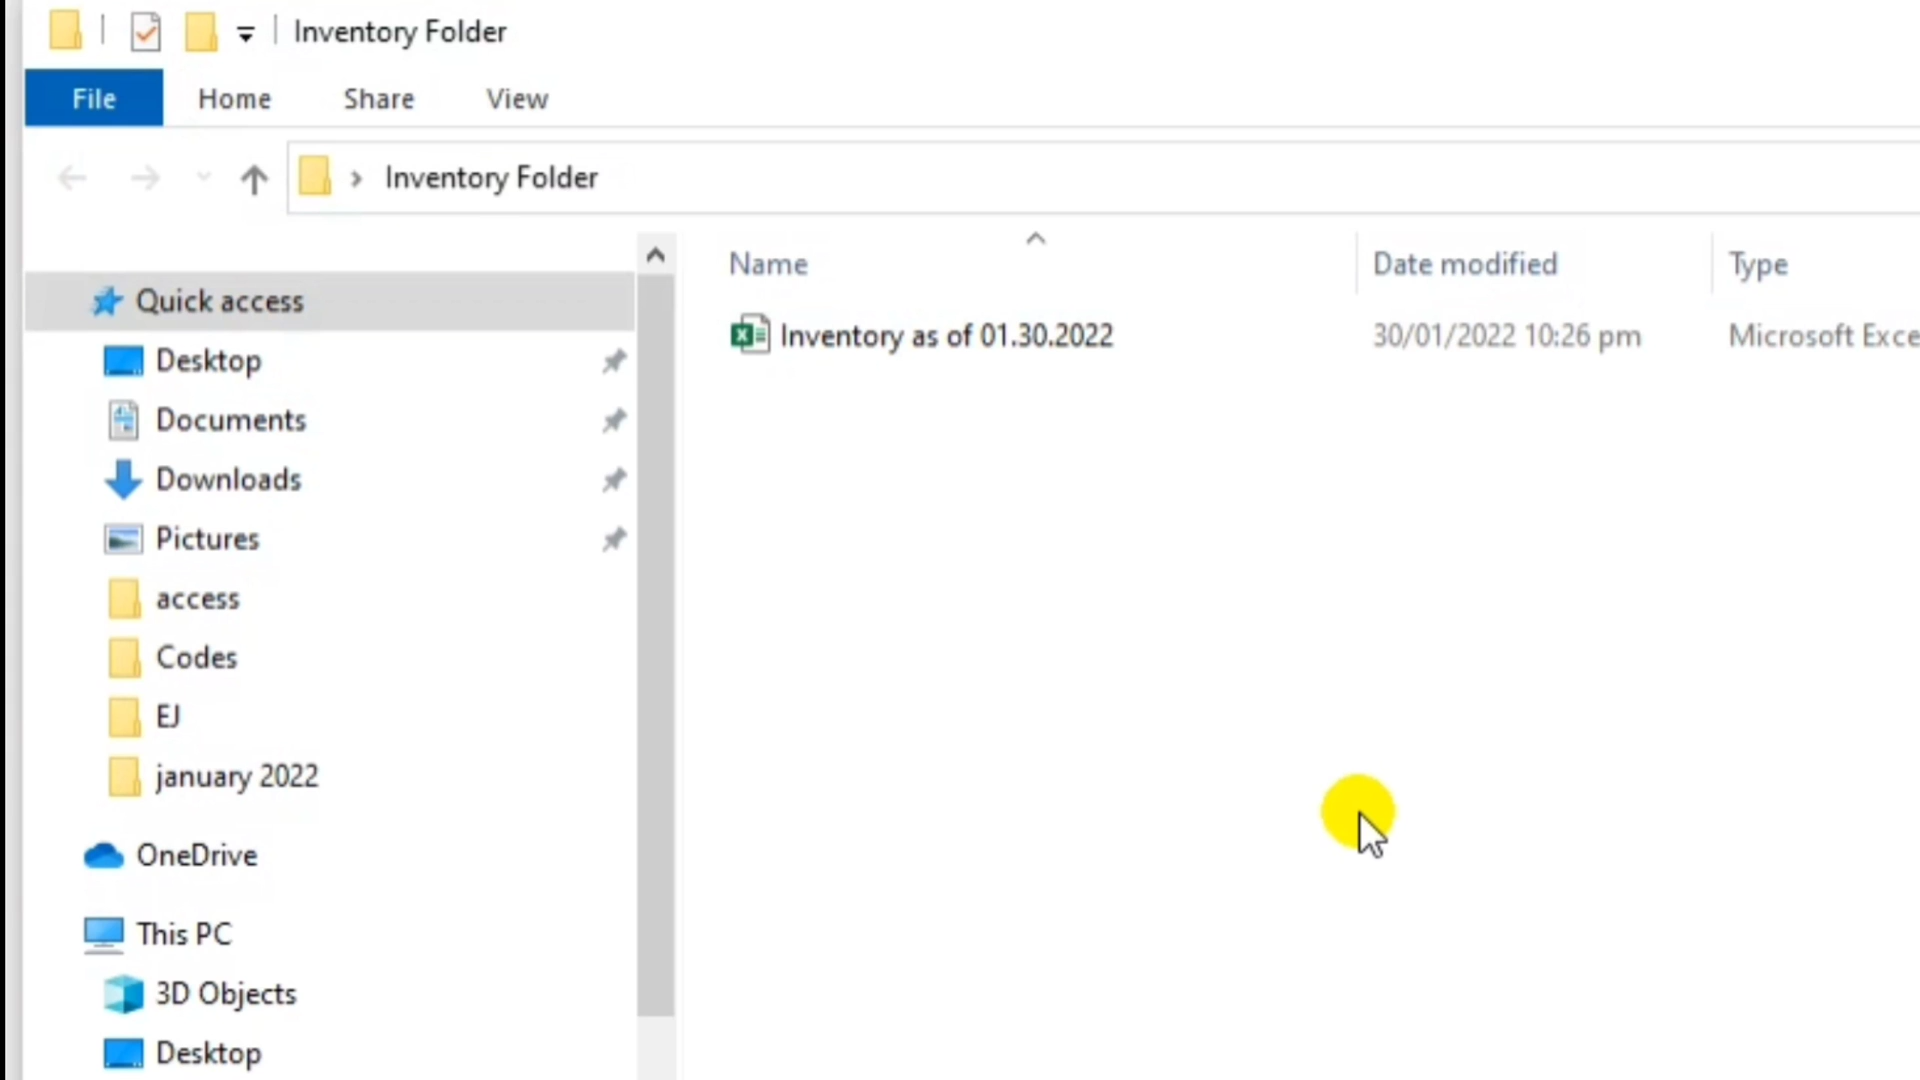 Inventory Folder
File Home Share View
Inventory Folder
Name Date modified Type
Inventory as of 01.30.2022 30/01/2022 10:26 pm Microsoft Exce
Quick access
Desktop
Documents
Downloads
Pictures
access
Codes
EJ
january 2022
OneDrive
This PC
3D Objects
Desktop